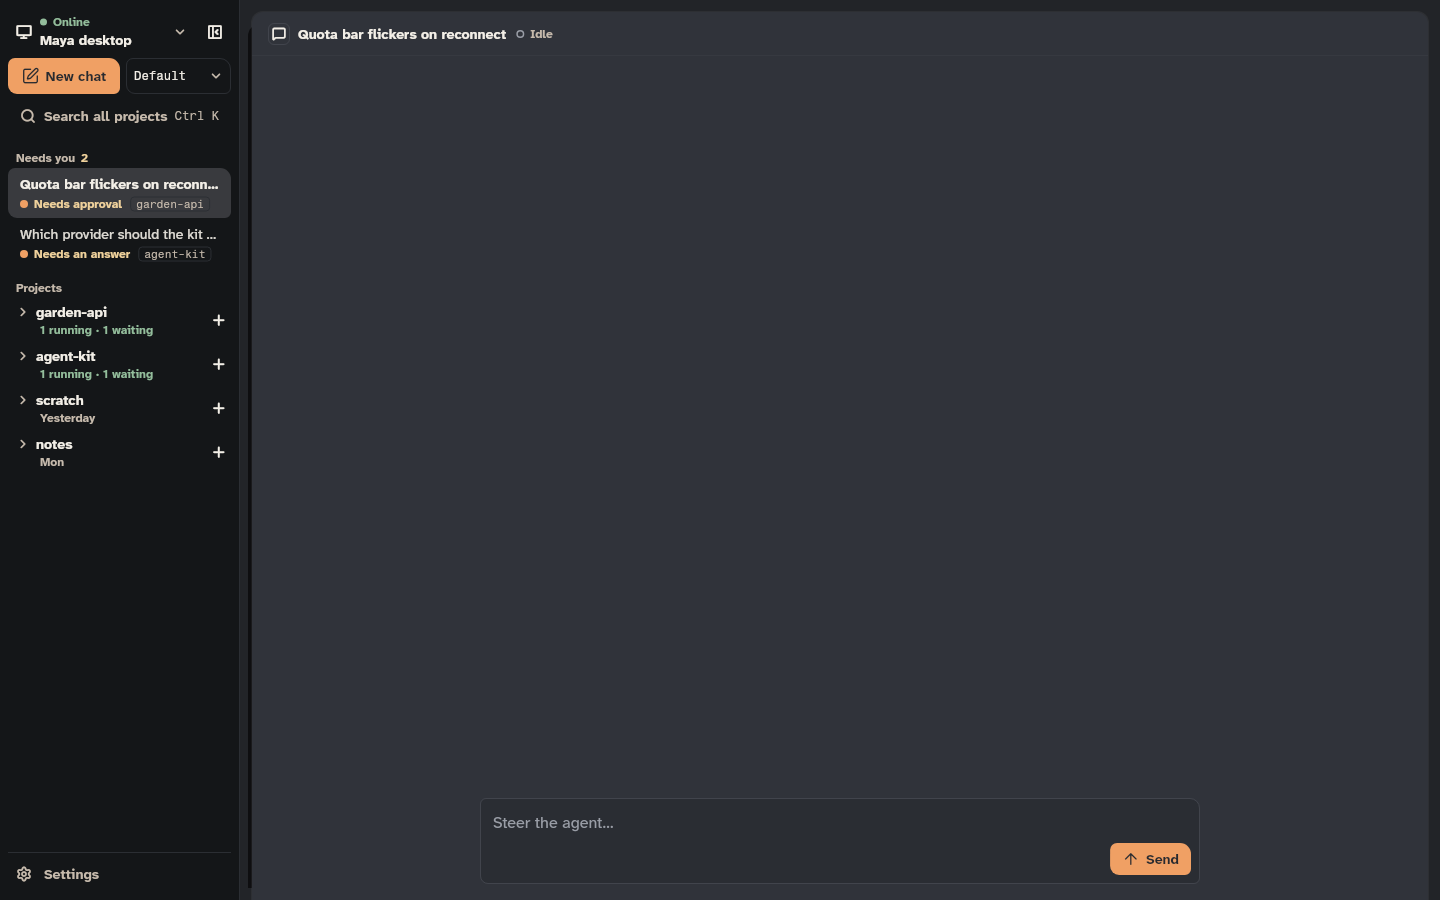 Online
Maya desktop
New chat
Default
Search all projects Ctrl K
Needs you 2
Quota bar flickers on reconn...
Needs approval garden-api
Which provider should the kit ...
Needs an answer agent-kit
Projects
garden-api
1 running · 1 waiting
agent-kit
1 running · 1 waiting
scratch
Yesterday
notes
Mon
Settings
Quota bar flickers on reconnect Idle
Steer the agent...
Send